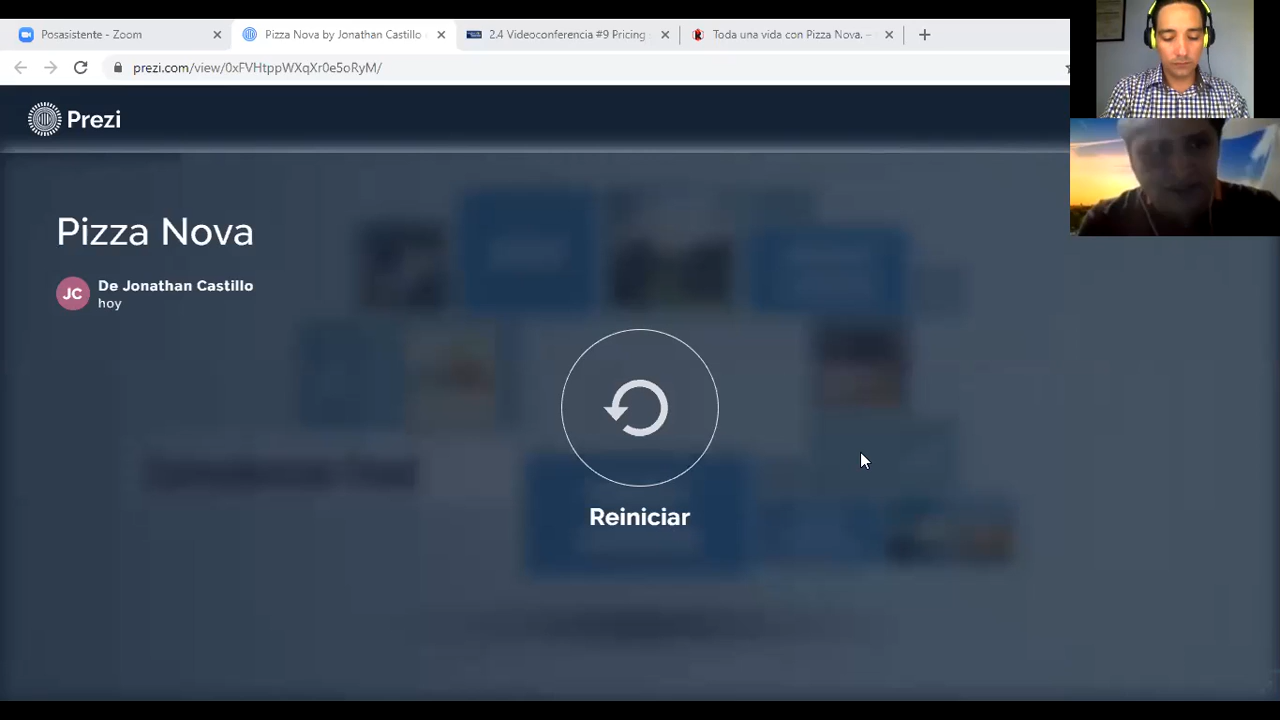 Posasistente - Zoom
Pizza Nova by Jonathan Castillo
2.4 Videoconferencia #9 Pricing
Toda una vida con Pizza Nova. –
prezi.com/view/0xFVHtppWXqXr0e5oRyM/
Prezi
Pizza Nova
JC
De Jonathan Castillo
hoy
Reiniciar